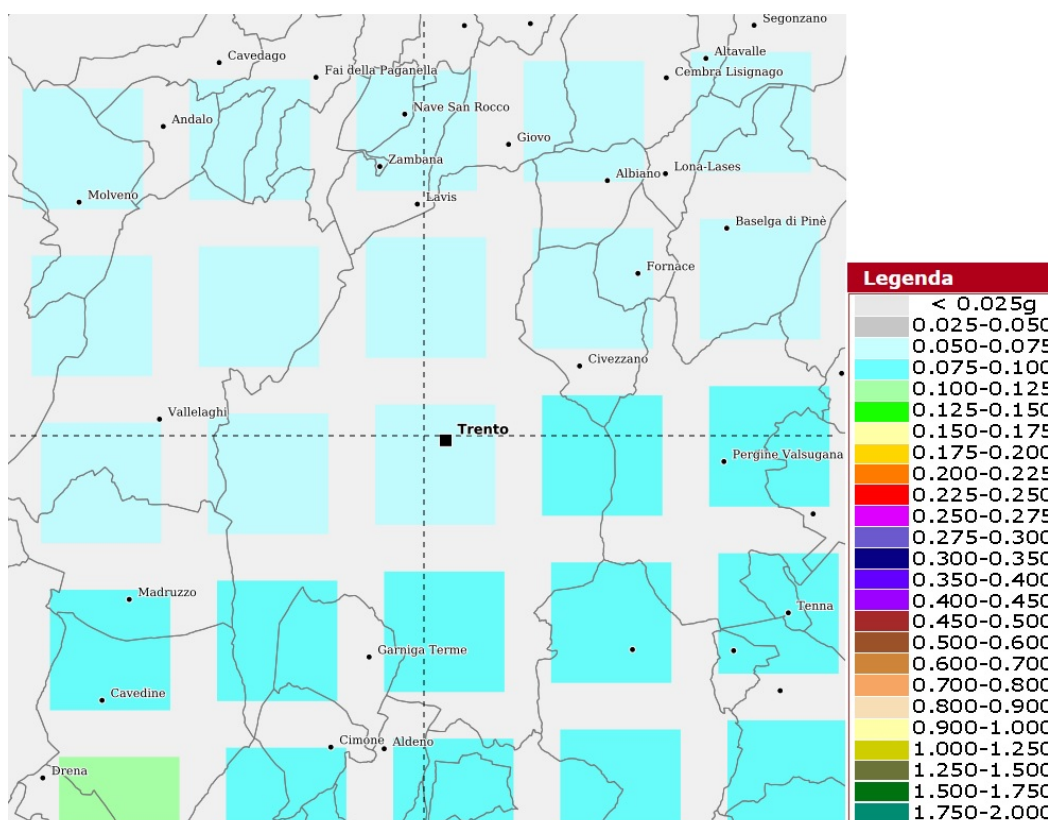 Segonzano
Cavedago
Altavalle
Fai della Paganella
Cembra Lisignago
Nave San Rocco
Andalo
Giovo
Zambana
Lona-Lases
Albiano
Molveno
Lavis
Baselga di Pinè
Fornace
Civezzano
Vallelaghi
Trento
Pergine Valsugana
Madruzzo
Tenna
Garniga Terme
Cavedine
Cimone
Aldeno
Drena
Legenda
< 0.025g
0.025-0.050
0.050-0.075
0.075-0.100
0.100-0.125
0.125-0.150
0.150-0.175
0.175-0.200
0.200-0.225
0.225-0.250
0.250-0.275
0.275-0.300
0.300-0.350
0.350-0.400
0.400-0.450
0.450-0.500
0.500-0.600
0.600-0.700
0.700-0.800
0.800-0.900
0.900-1.000
1.000-1.250
1.250-1.500
1.500-1.750
1.750-2.000